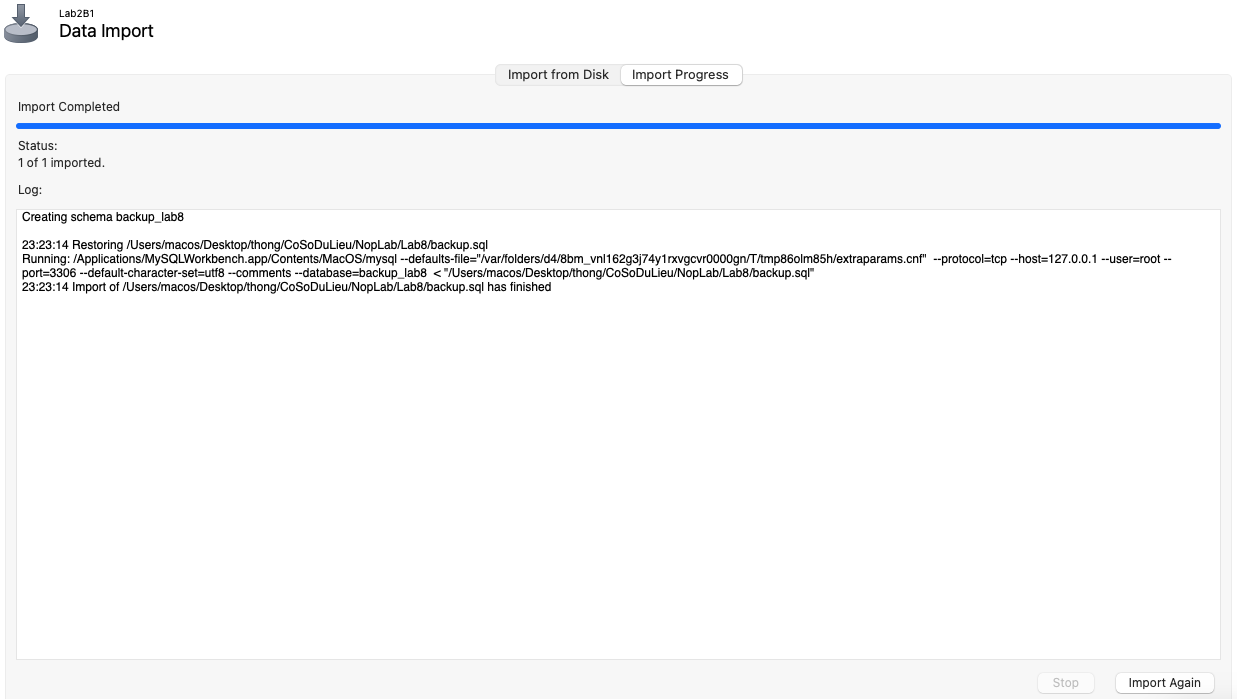 Lab2B1
Data Import
Import from Disk
Import Progress
Import Completed
Status:
1 of 1 imported.
Log:
Creating schema backup_lab8
23:23:14 Restoring /Users/macos/Desktop/thong/CoSoDuLieu/NopLab/Lab8/backup.sql
Running: /Applications/MySQLWorkbench.app/Contents/MacOS/mysql --defaults-file="/var/folders/d4/8bm_vnl162g3j74y1rxvgcvr0000gn/T/tmp86olm85h/extraparams.cnf"  --protocol=tcp --host=127.0.0.1 --user=root --
port=3306 --default-character-set=utf8 --comments --database=backup_lab8  < "/Users/macos/Desktop/thong/CoSoDuLieu/NopLab/Lab8/backup.sql"
23:23:14 Import of /Users/macos/Desktop/thong/CoSoDuLieu/NopLab/Lab8/backup.sql has finished
Stop
Import Again